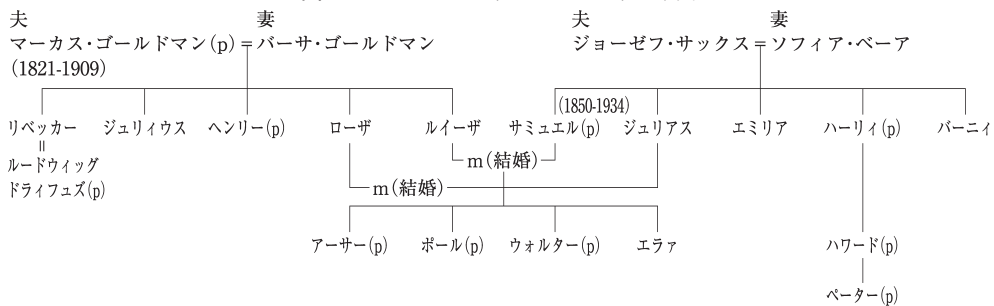 夫 妻 夫 妻
マーカス・ゴールドマン(p) = バーサ・ゴールドマン ジョーゼフ・サックス = ソフィア・ベーア
(1821-1909)
(1850-1934)
リベッカー ジュリィウス ヘンリー(p) ローザ ルイーザ サミュエル(p) ジュリアス エミリア ハーリィ(p) バーニィ
=
ルードウィッグ
ドライフュズ(p)
m(結婚)
m(結婚)
アーサー(p) ポール(p) ウォルター(p) エラァ ハワード(p)
ペーター(p)